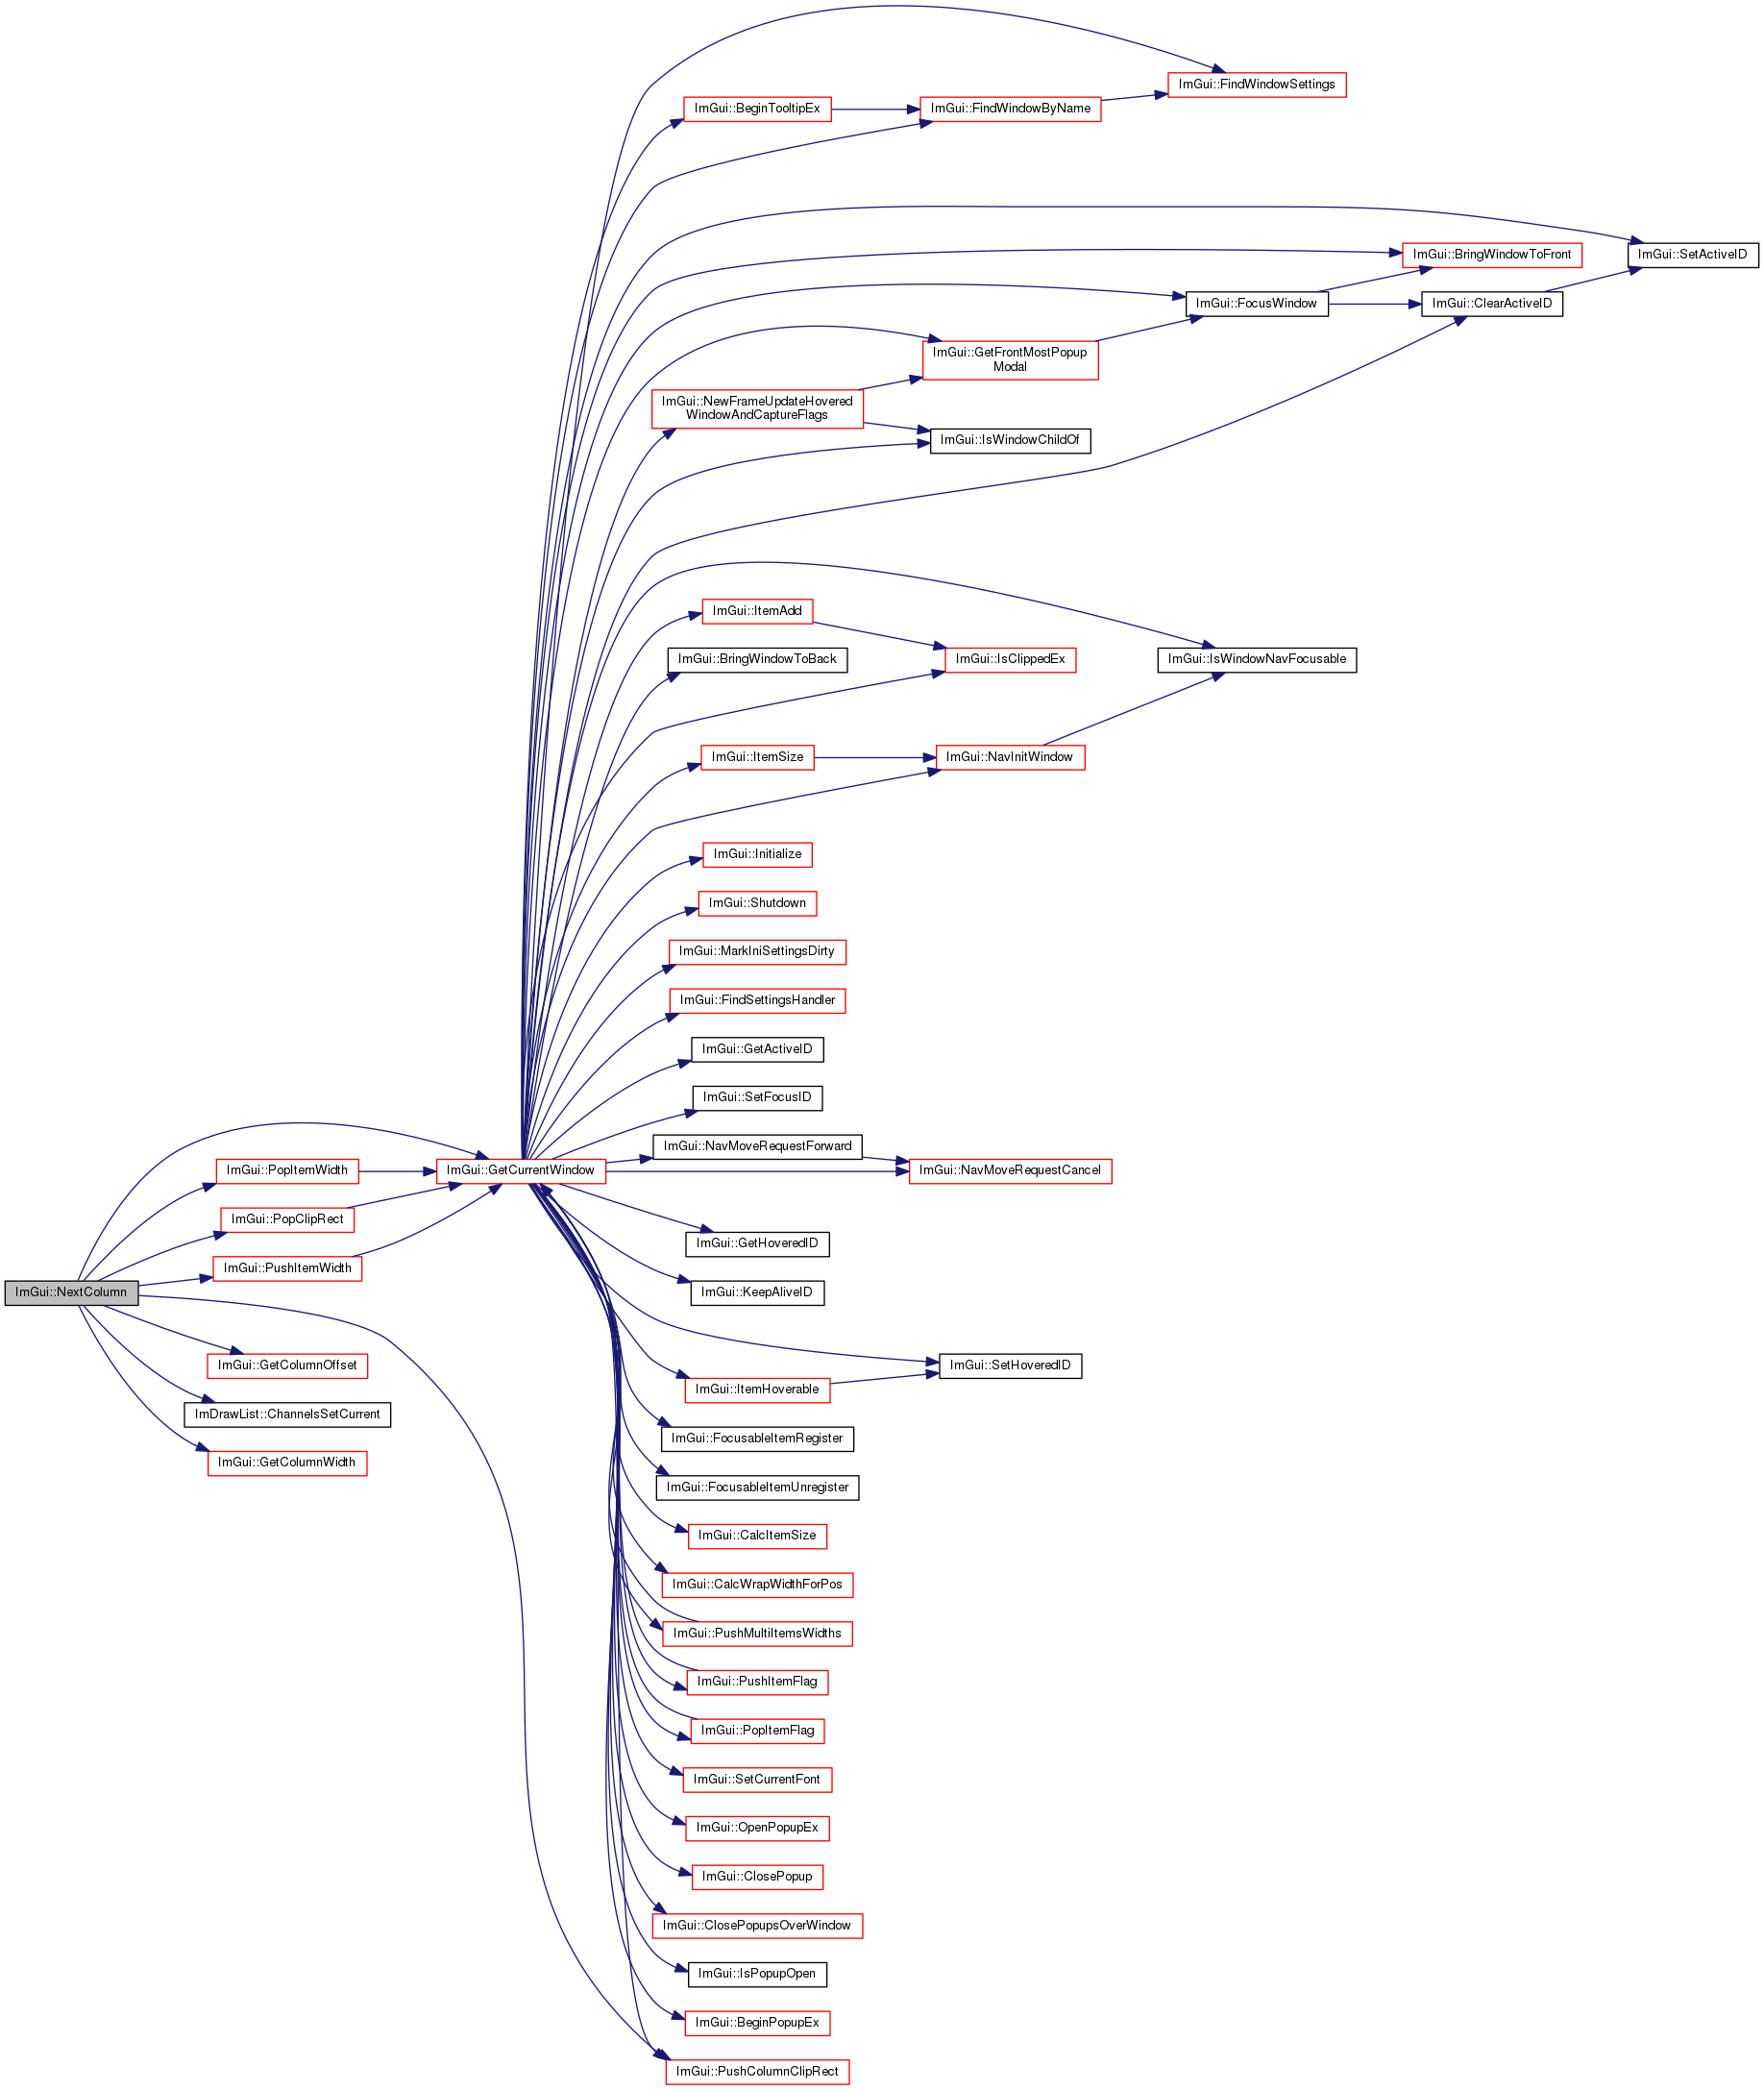 ImGui::FindWindowSettings
ImGui::BeginTooltipEx
ImGui::FindWindowByName
ImGui::BringWindowToFront
ImGui::SetActiveID
ImGui::FocusWindow
ImGui::ClearActiveID
ImGui::GetFrontMostPopup
Modal
ImGui::NewFrameUpdateHovered
WindowAndCaptureFlags
ImGui::IsWindowChildOf
ImGui::ItemAdd
ImGui::BringWindowToBack
ImGui::IsClippedEx
ImGui::IsWindowNavFocusable
ImGui::ItemSize
ImGui::NavInitWindow
ImGui::Initialize
ImGui::Shutdown
ImGui::MarkIniSettingsDirty
ImGui::FindSettingsHandler
ImGui::GetActiveID
ImGui::SetFocusID
ImGui::NavMoveRequestForward
ImGui::PopItemWidth
ImGui::GetCurrentWindow
ImGui::NavMoveRequestCancel
ImGui::PopClipRect
ImGui::GetHoveredID
ImGui::PushItemWidth
ImGui::NextColumn
ImGui::KeepAliveID
ImGui::GetColumnOffset
ImGui::SetHoveredID
ImGui::ItemHoverable
ImDrawList::ChannelsSetCurrent
ImGui::FocusableItemRegister
ImGui::GetColumnWidth
ImGui::FocusableItemUnregister
ImGui::CalcItemSize
ImGui::CalcWrapWidthForPos
ImGui::PushMultiItemsWidths
ImGui::PushItemFlag
ImGui::PopItemFlag
ImGui::SetCurrentFont
ImGui::OpenPopupEx
ImGui::ClosePopup
ImGui::ClosePopupsOverWindow
ImGui::IsPopupOpen
ImGui::BeginPopupEx
ImGui::PushColumnClipRect